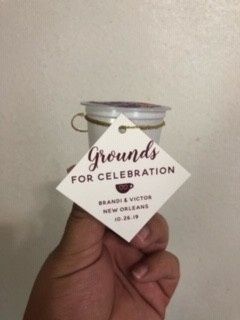 Grounds
FOR CELEBRATION
BRANDI & VICTOR
NEW ORLEANS
10.26.19